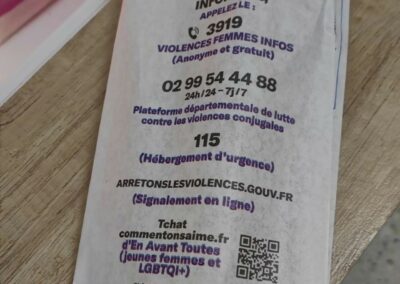 APPELEZ LE :
3919
VIOLENCES FEMMES INFOS
(Anonyme et gratuit)
02 99 54 44 88
24h/24 - 7j/7
Plateforme départementale de lutte
contre les violences conjugales
115
(Hébergement d'urgence)
ARRETONSLESVIOLENCES.GOUV.FR
(Signalement en ligne)
Tchat
commentonsaime.fr
d'En Avant Toutes
(jeunes femmes et
LGBTQI+)